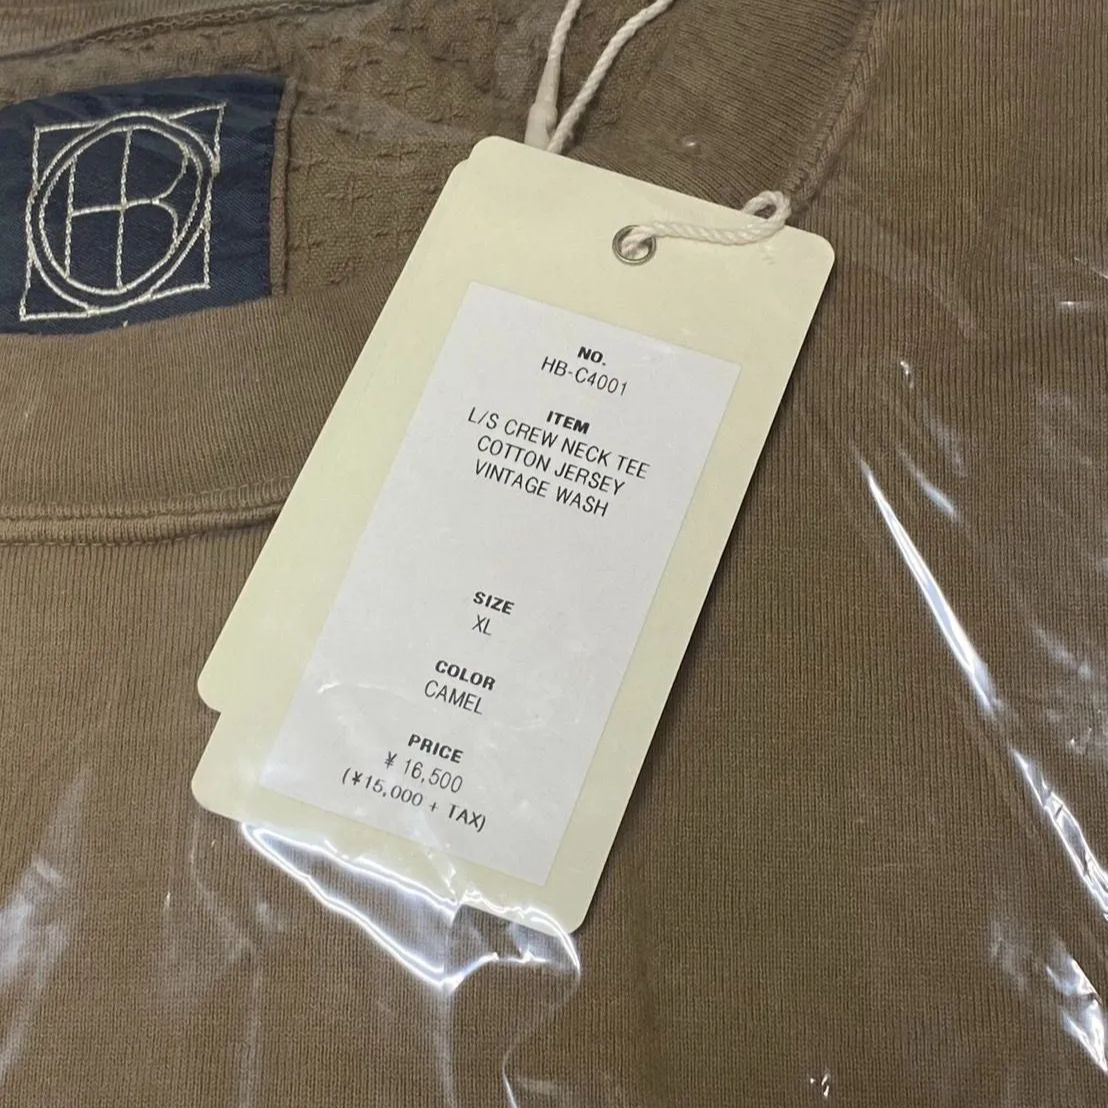 HB
NO.
HB-C4001
ITEM
L/S CREW NECK TEE
COTTON JERSEY
VINTAGE WASH
SIZE
XL
COLOR
CAMEL
PRICE
¥ 16,500
(¥15,000 + TAX)